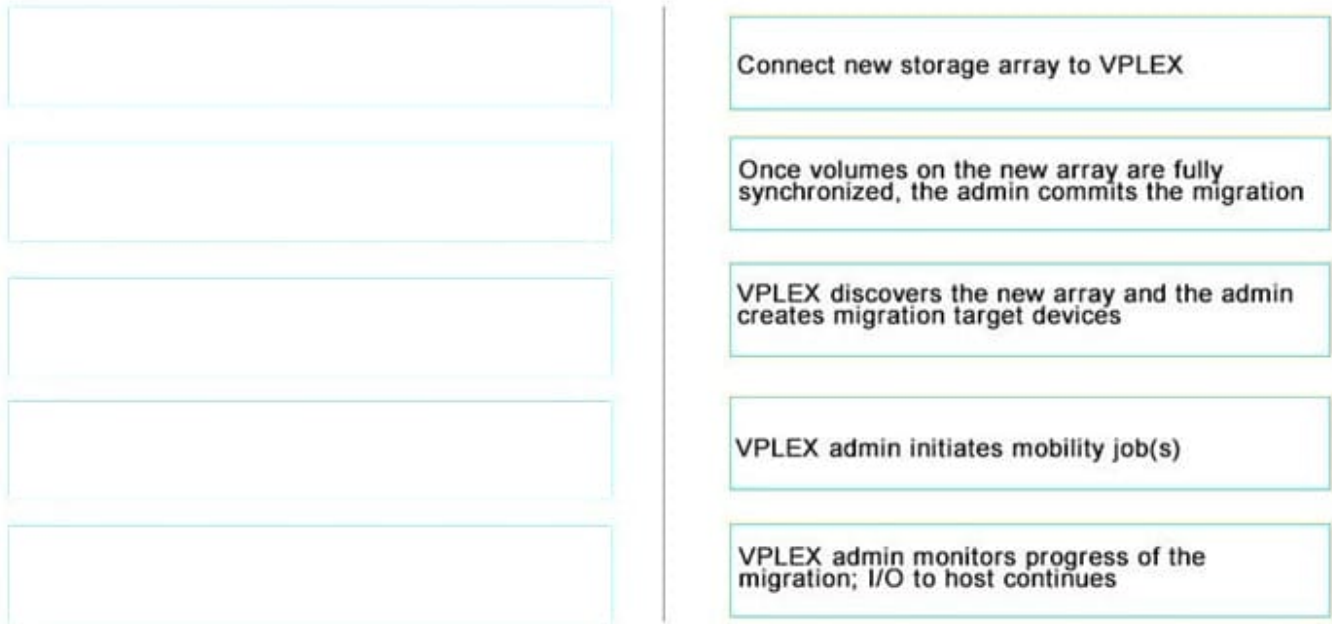 Connect new storage array to VPLEX
Once volumes on the new array are fully
synchronized, the admin commits the migration
VPLEX discovers the new array and the admin
creates migration target devices
VPLEX admin initiates mobility job(s)
VPLEX admin monitors progress of the
migration; I/O to host continues